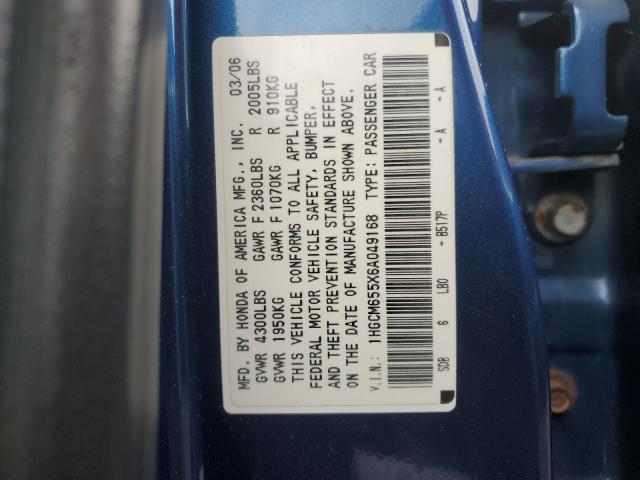 MFD. BY HONDA OF AMERICA MFG., INC. 03/06
GVWR 4300LBS GAWR F 2360LBS R 2005LBS
GVWR 1950KG GAWR F 1070KG R 910KG
THIS VEHICLE CONFORMS TO ALL APPLICABLE
FEDERAL MOTOR VEHICLE SAFETY, BUMPER,
AND THEFT PREVENTION STANDARDS IN EFFECT
ON THE DATE OF MANUFACTURE SHOWN ABOVE.
V.I.N.: 1HGCM655X6A049168 TYPE: PASSENGER CAR
SDB 6 LBO - B517P -A -A